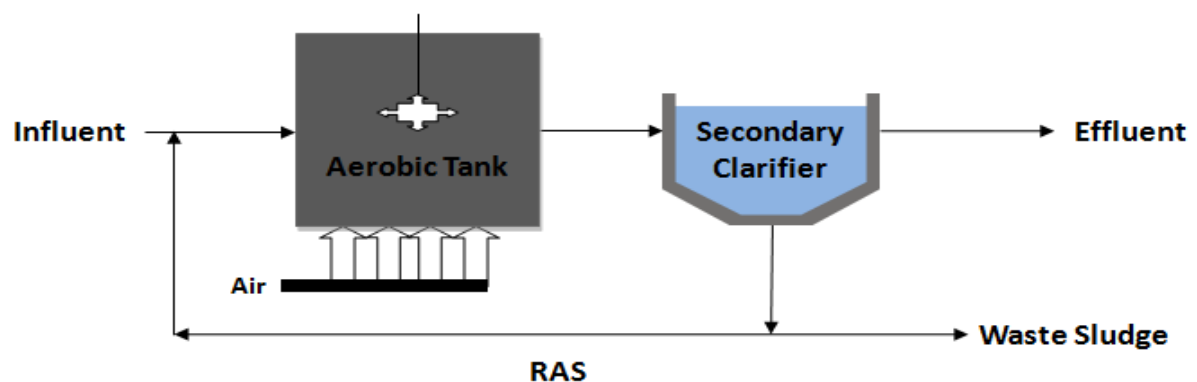 Influent
Aerobic Tank
Secondary
Clarifier
Effluent
Air
Waste Sludge
RAS